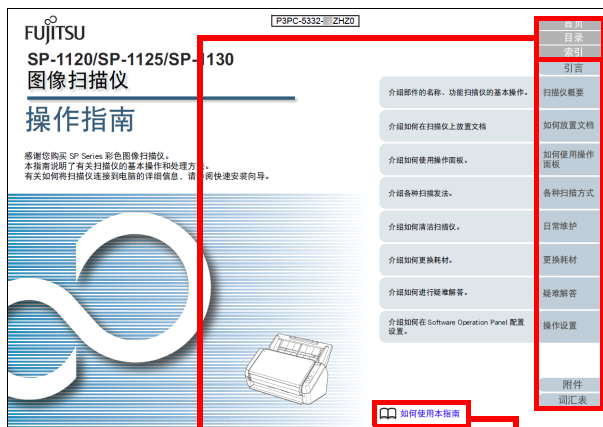 P3PC-5332- ZHZ0
FUJITSU
SP-1120/SP-1125/SP-1130
图像扫描仪
操作指南
感谢您购买 SP Series 彩色图像扫描仪。
本指南说明了有关扫描仪的基本操作和处理方法。
有关如何将扫描仪连接到电脑的详细信息，请 阅快速安装向导。
首页
目录
索引
引言
介绍部件的名称、功能扫描仪的基本操作。
扫描仪概要
介绍如何在扫描仪上放置文档
如何放置文档
介绍如何使用操作面板。
如何使用操作
面板
介绍各种扫描发法。
各种扫描方式
介绍如何清洁扫描仪。
日常维护
介绍如何更换耗材。
更换耗材
介绍如何进行疑难解答。
疑难解答
介绍如何在 Software Operation Panel 配置
设置。
操作设置
附件
词汇表
如何使用本指南